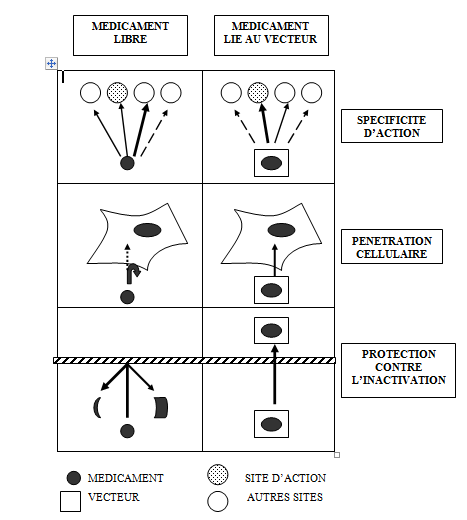 MEDICAMENT
LIBRE
MEDICAMENT
LIE AU VECTEUR
SPECIFICITE
D’ACTION
PENETRATION
CELLULAIRE
PROTECTION
CONTRE
L’INACTIVATION
MEDICAMENT
SITE D’ACTION
VECTEUR
AUTRES SITES